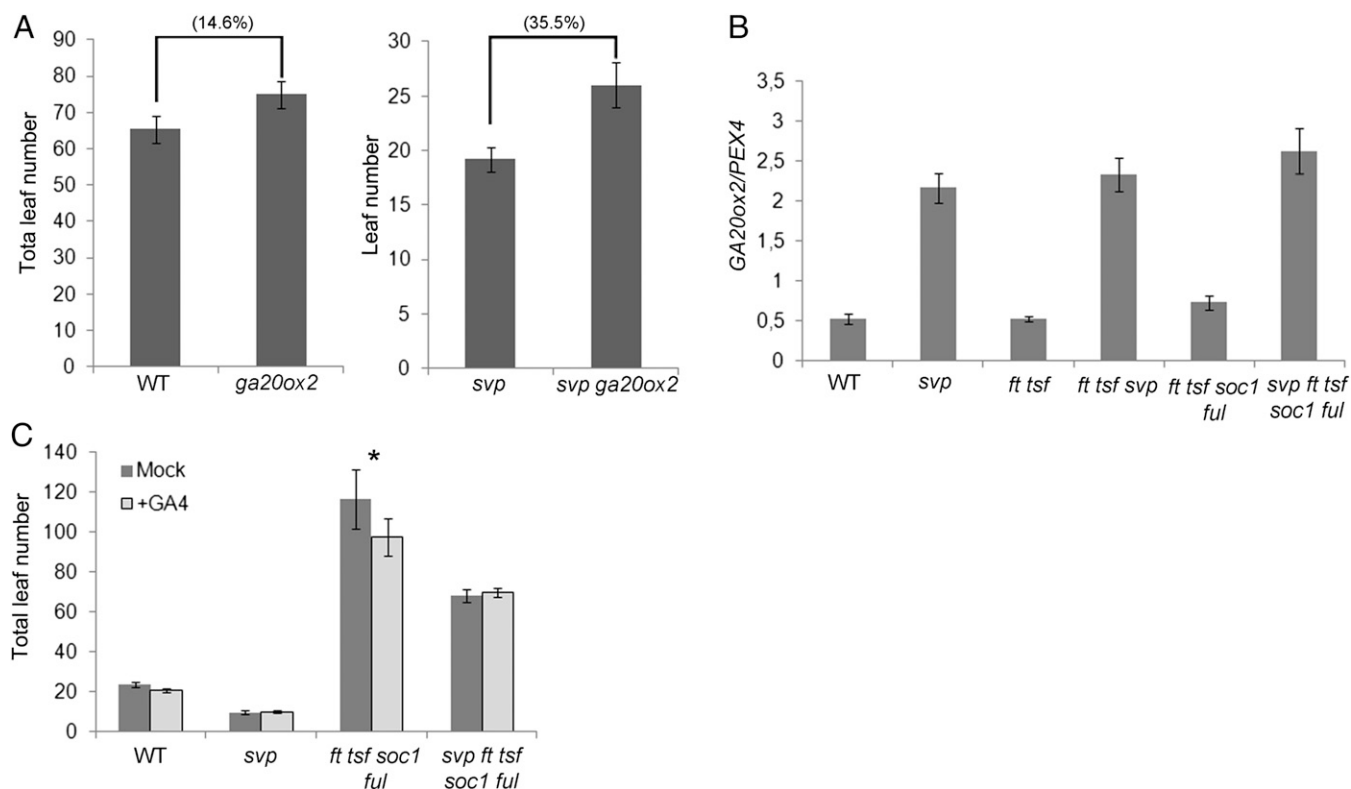 A
(14.6%)
(35.5%)
Tota leaf number
90
80
70
60
50
40
30
20
10
0
WT
ga20ox2
Leaf number
30
25
20
15
10
5
0
svp
svp ga20ox2
B
GA20ox2/PEX4
3,5
3
2,5
2
1,5
1
0,5
0
WT
svp
ft tsf
ft tsf svp
ft tsf soc1
ful
svp ft tsf
soc1 ful
C
Total leaf number
140
120
100
80
60
40
20
0
Mock
+GA4
*
WT
svp
ft tsf soc1
ful
svp ft tsf
soc1 ful